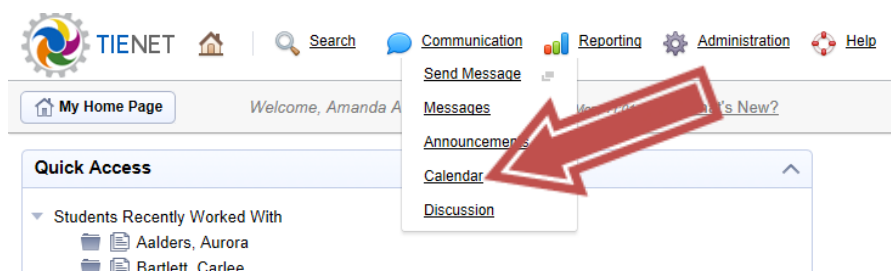 TIENET Search Communication Reporting Administration Help
Send Message
My Home Page Welcome, Amanda A Messages What's New?
Announcements
Quick Access
Calendar
Students Recently Worked With
Discussion
Aalders, Aurora
Bartlett, Carlee